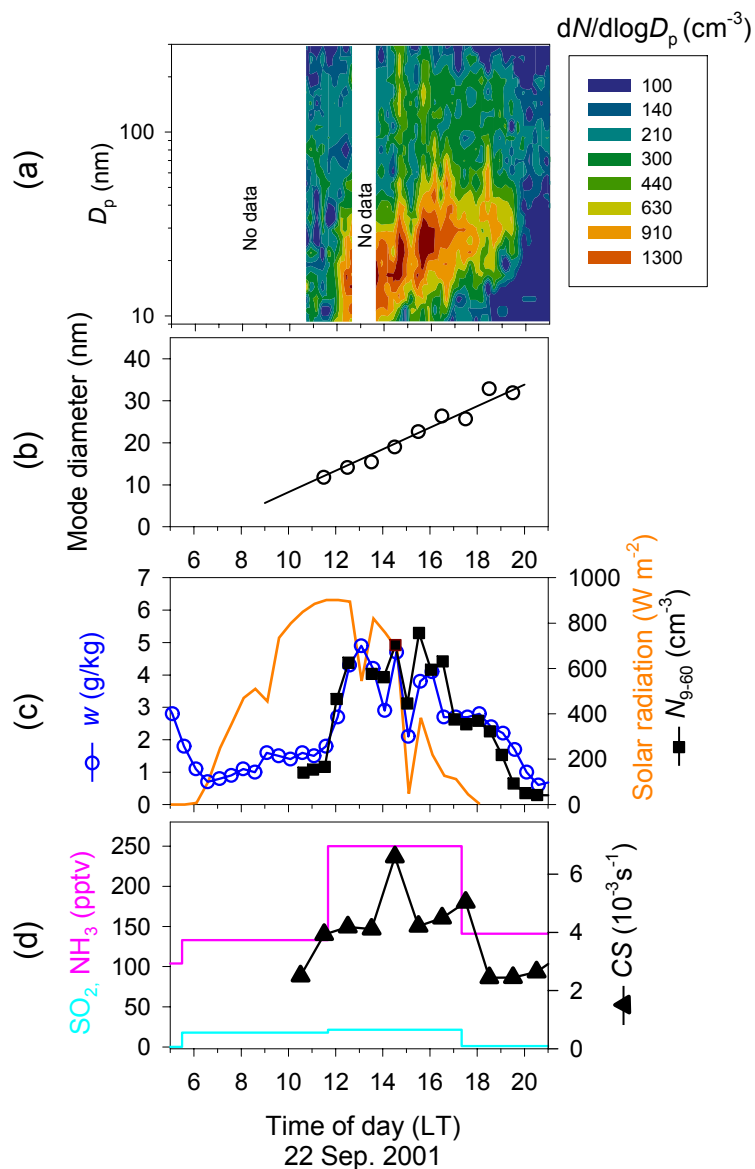 dN/dlogDp (cm-3)
100
140
210
300
440
630
910
1300
(a)
Dp (nm)
100
10
No data
No data
(b)
Mode diameter (nm)
40
30
20
10
0
6 8 10 12 14 16 18 20
(c)
w (g/kg)
7
6
5
4
3
2
1
0
1000
800
600
400
200
0
Solar radiation (W m-2)
N9-60 (cm-3)
(d)
SO2, NH3 (pptv)
250
200
150
100
50
0
6
4
2
0
CS (10-3s-1)
6 8 10 12 14 16 18 20
Time of day (LT)
22 Sep. 2001